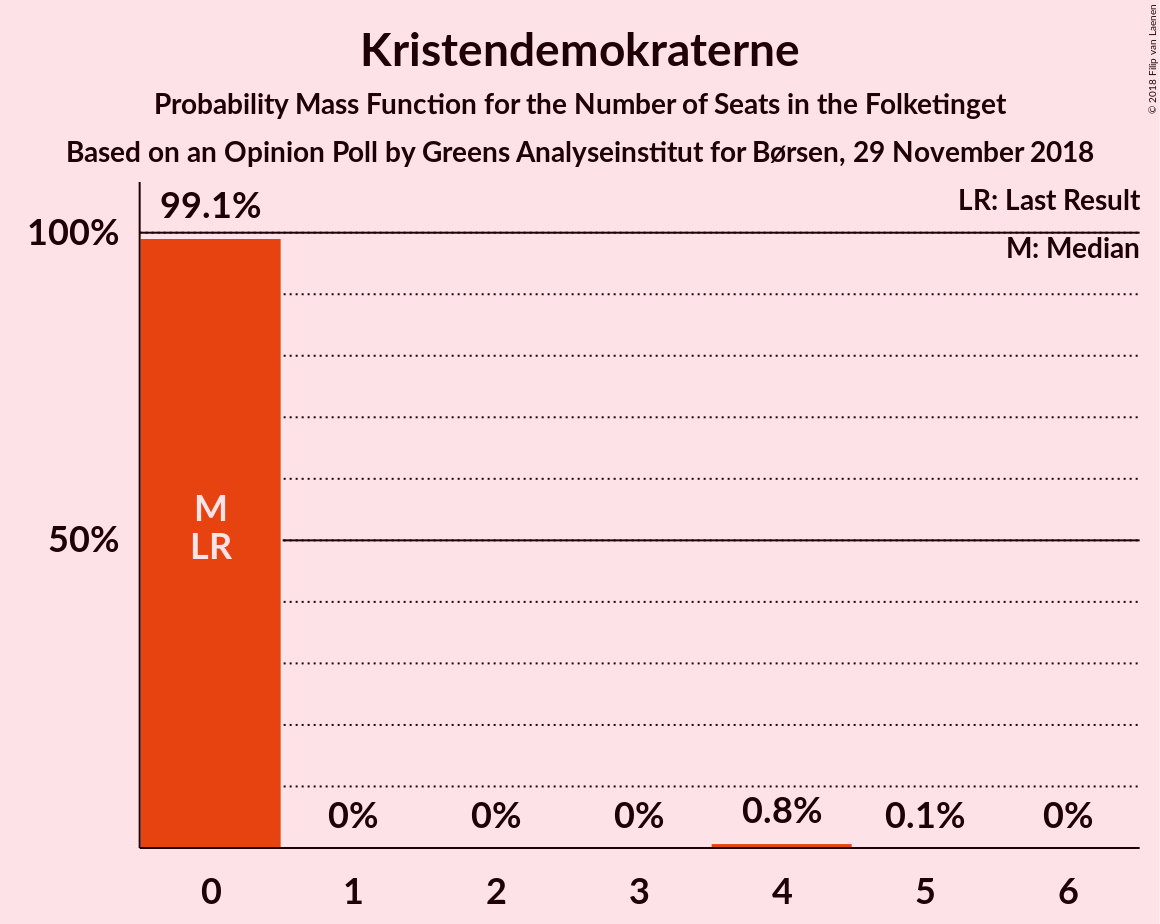 Kristendemokraterne
Probability Mass Function for the Number of Seats in the Folketinget
Based on an Opinion Poll by Greens Analyseinstitut for Børsen, 29 November 2018
© 2018 Filip van Laenen
LR: Last Result
M: Median
100%
50%
99.1%
M
LR
0%
0%
0%
0.8%
0.1%
0%
0
1
2
3
4
5
6